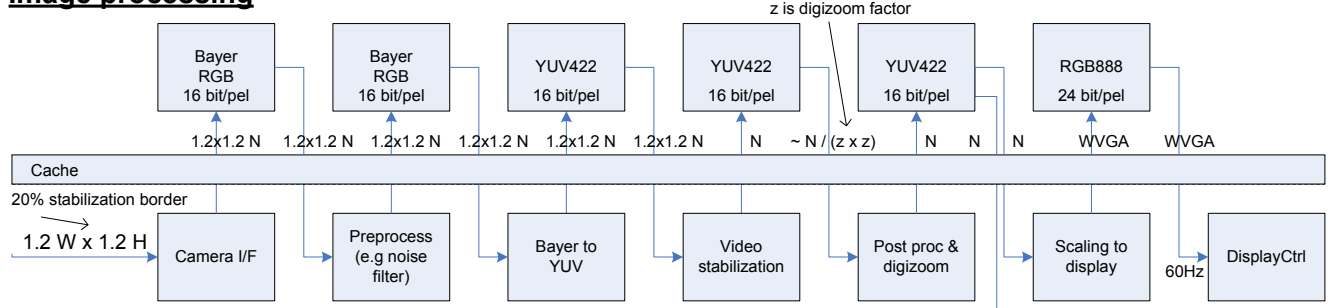 Image processing
z is digizoom factor
Bayer
RGB
16 bit/pel
Bayer
RGB
16 bit/pel
YUV422
16 bit/pel
YUV422
16 bit/pel
YUV422
16 bit/pel
RGB888
24 bit/pel
1.2x1.2 N
1.2x1.2 N
1.2x1.2 N
1.2x1.2 N
1.2x1.2 N
1.2x1.2 N
N
~ N / (z x z)
N
N
N
WVGA
WVGA
Cache
20% stabilization border
1.2 W x 1.2 H
Camera I/F
Preprocess
(e.g noise
filter)
Bayer to
YUV
Video
stabilization
Post proc &
digizoom
Scaling to
display
60Hz
DisplayCtrl